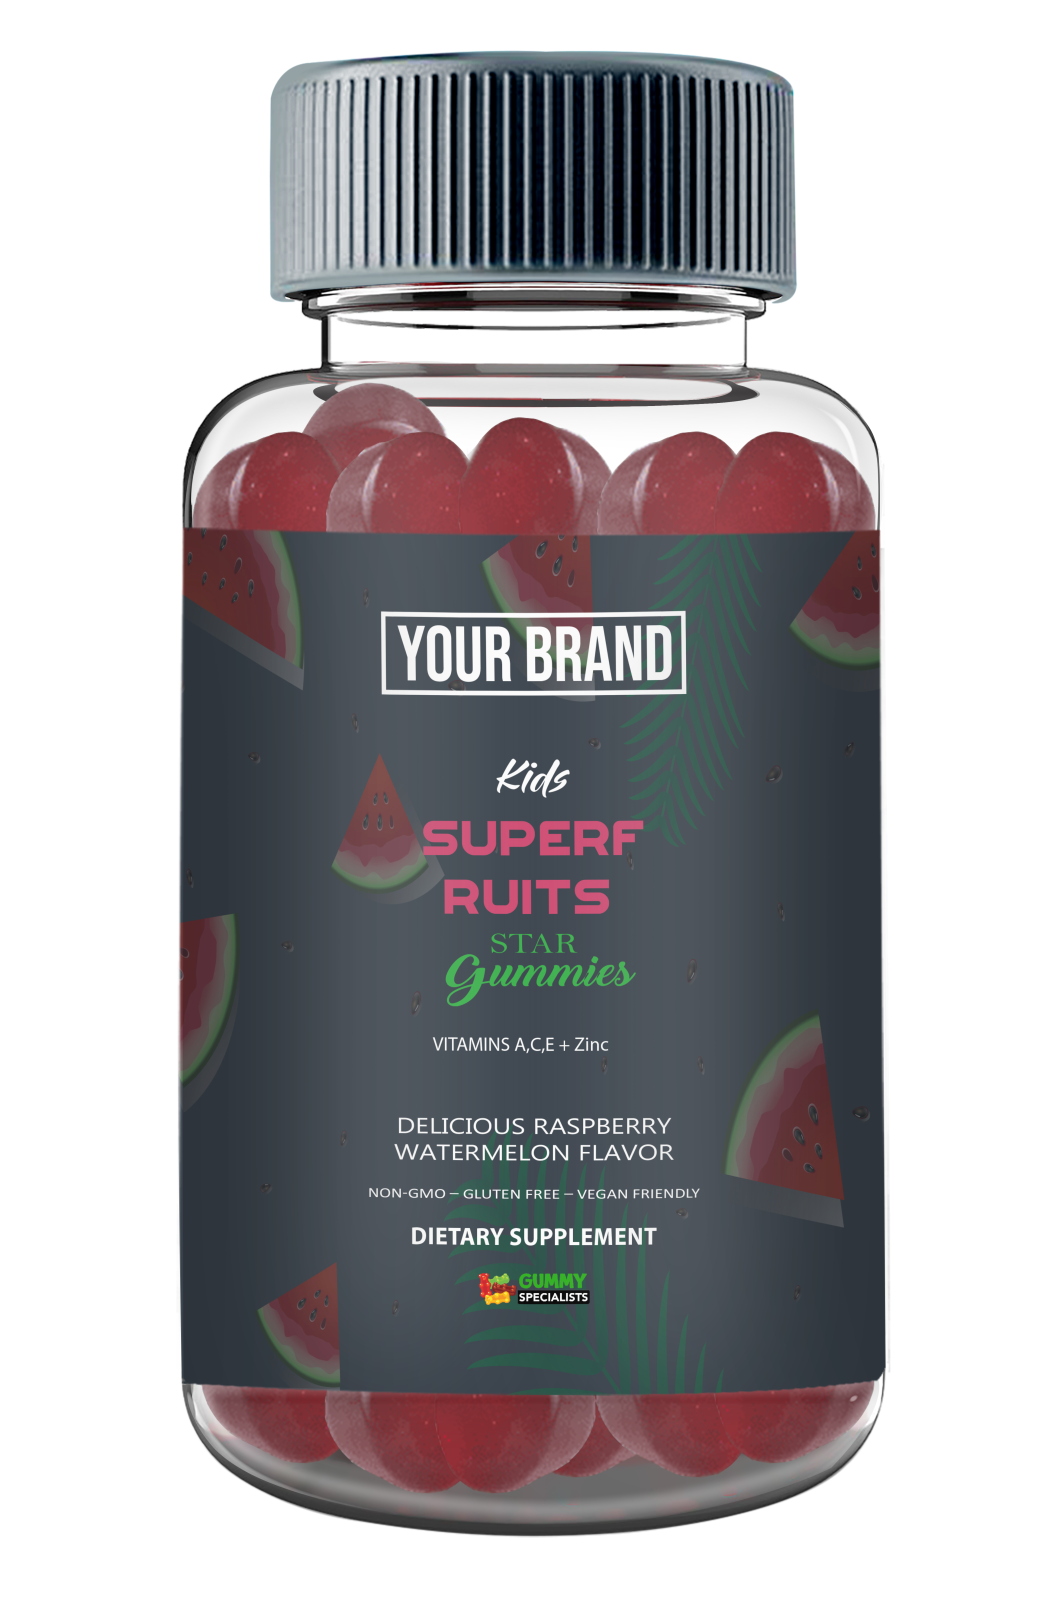 YOUR BRAND
Kids
SUPERF
RUITS
STAR
Gummies
VITAMINS A,C,E + Zinc
DELICIOUS RASPBERRY
WATERMELON FLAVOR
NON-GMO – GLUTEN FREE – VEGAN FRIENDLY
DIETARY SUPPLEMENT
GUMMY
SPECIALISTS